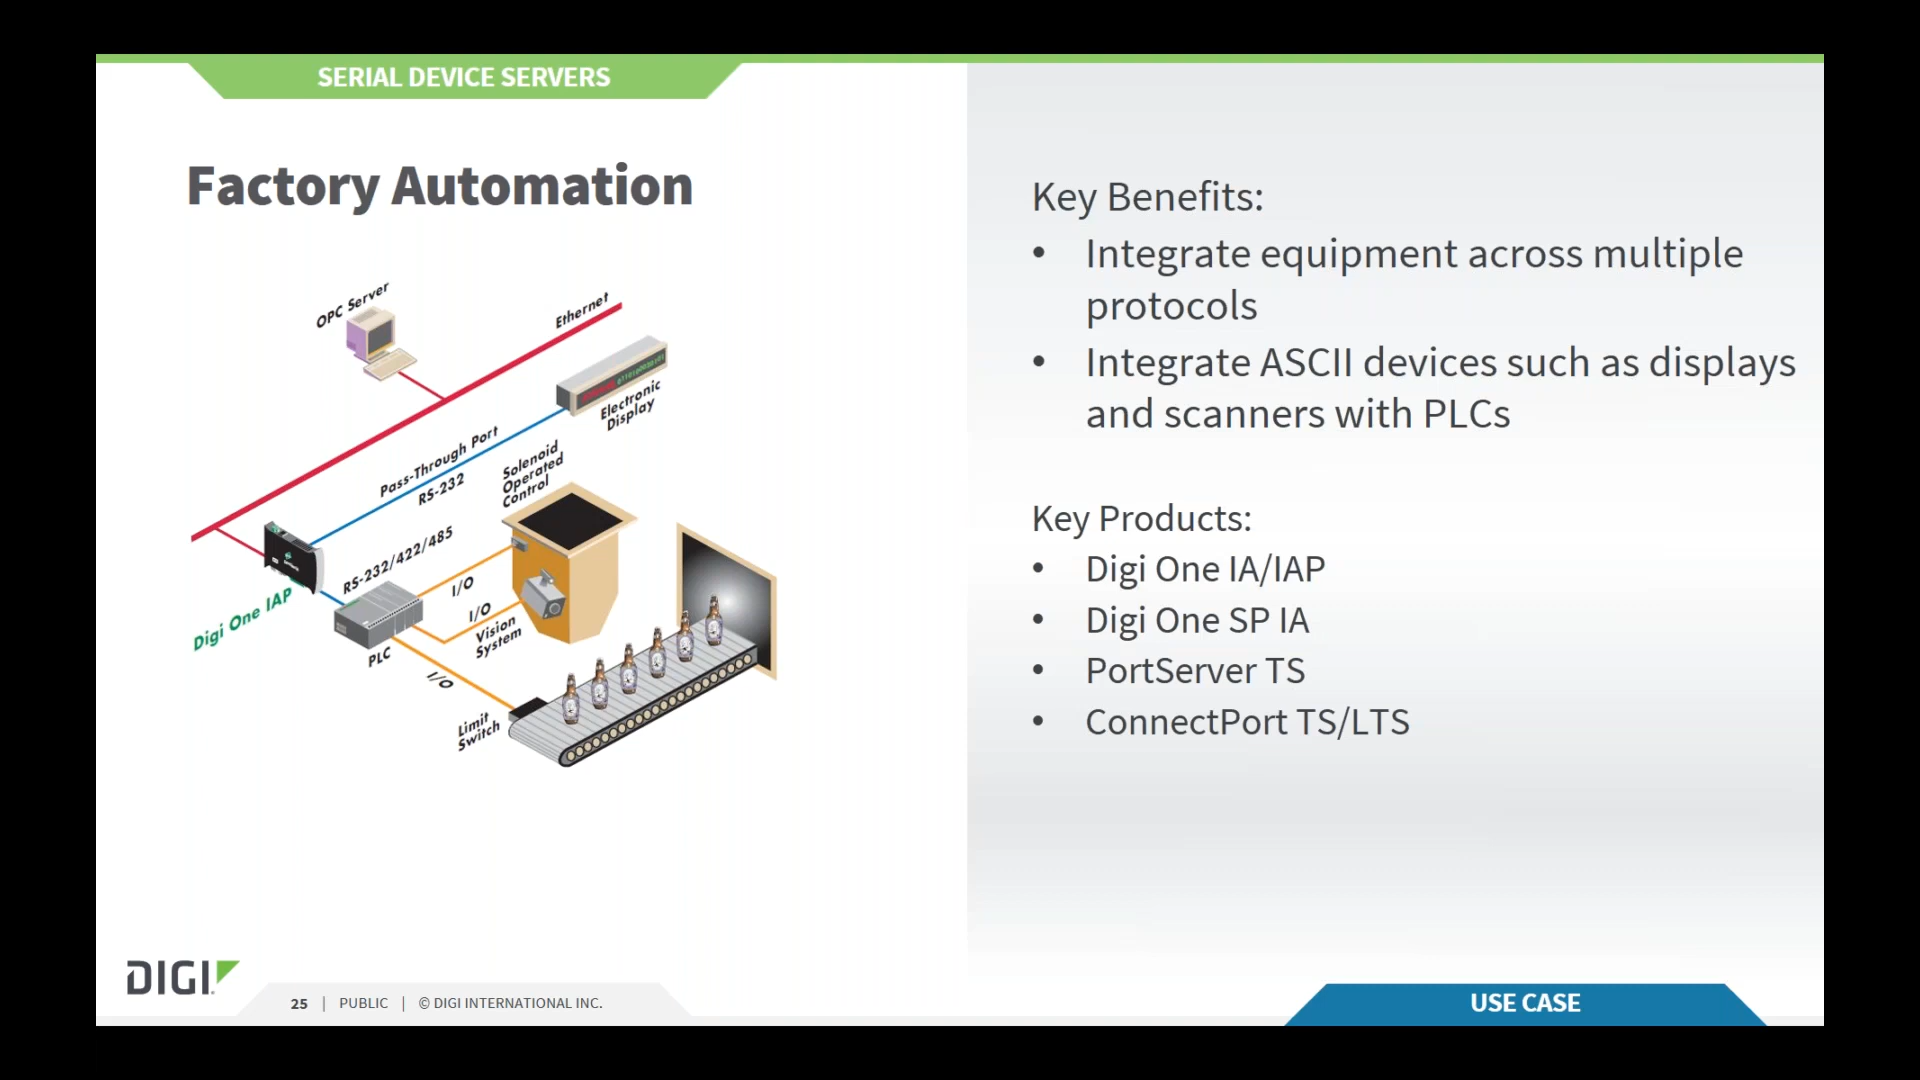 SERIAL DEVICE SERVERS
Factory Automation
OPC Server
Ethernet
Electronic
Display
Pass-Through Port
RS-232
Solenoid
Operated
Control
RS-232/422/485
I/O
I/O
Vision
System
Digi One IAP
PLC
I/O
Limit
Switch
Key Benefits:
• Integrate equipment across multiple
protocols
• Integrate ASCII devices such as displays
and scanners with PLCs
Key Products:
• Digi One IA/IAP
• Digi One SP IA
• PortServer TS
• ConnectPort TS/LTS
DIGI
25 | PUBLIC | © DIGI INTERNATIONAL INC.
USE CASE